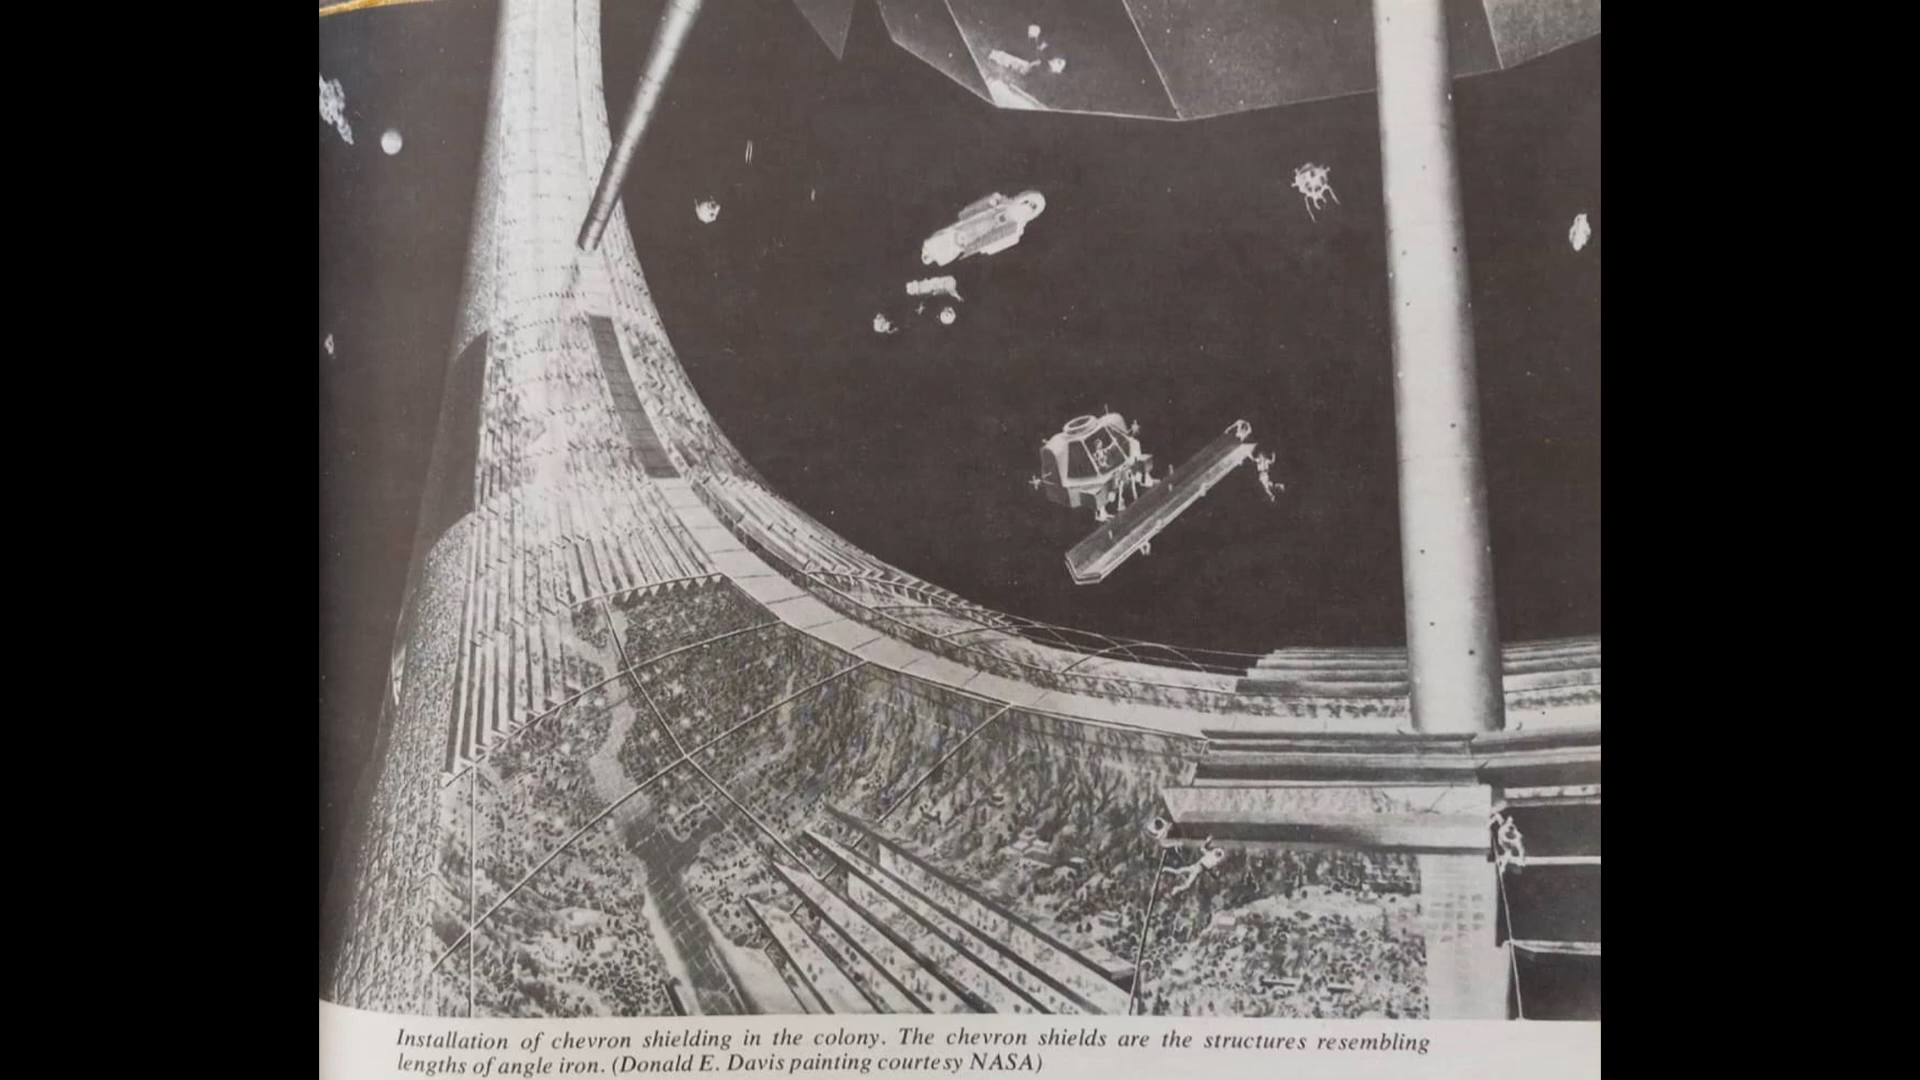 Installation of chevron shielding in the colony. The chevron shields are the structures resembling
lengths of angle iron. (Donald E. Davis painting courtesy NASA)